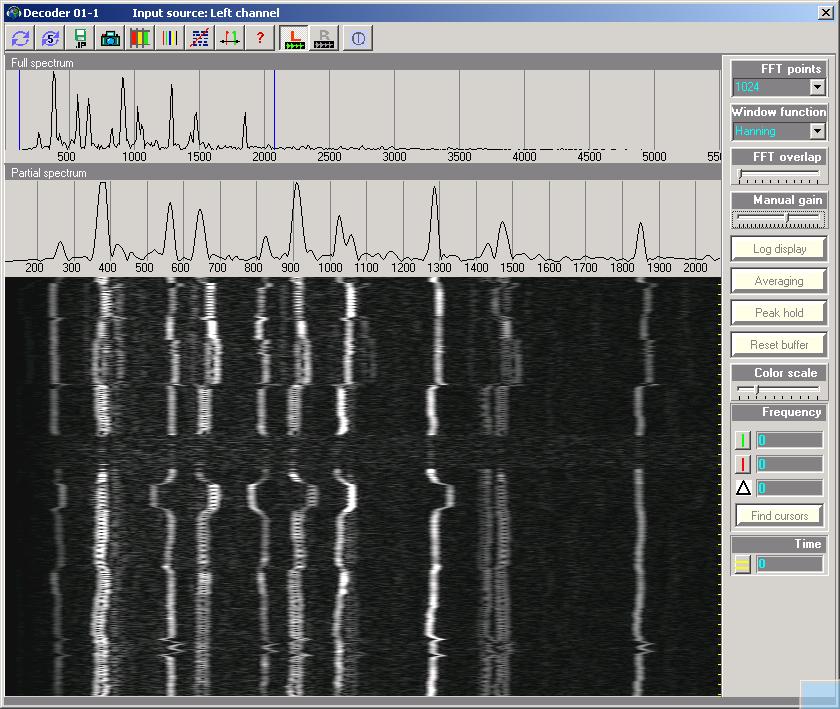 Decoder 01-1 Input source: Left channel
5 .IP ? L R
Full spectrum
500 1000 1500 2000 2500 3000 3500 4000 4500 5000 55
Partial spectrum
200 300 400 500 600 700 800 900 1000 1100 1200 1300 1400 1500 1600 1700 1800 1900 2000
FFT points
1024
Window function
Hanning
FFT overlap
Manual gain
Log display
Averaging
Peak hold
Reset buffer
Color scale
Frequency
0
0
Δ 0
Find cursors
Time
0